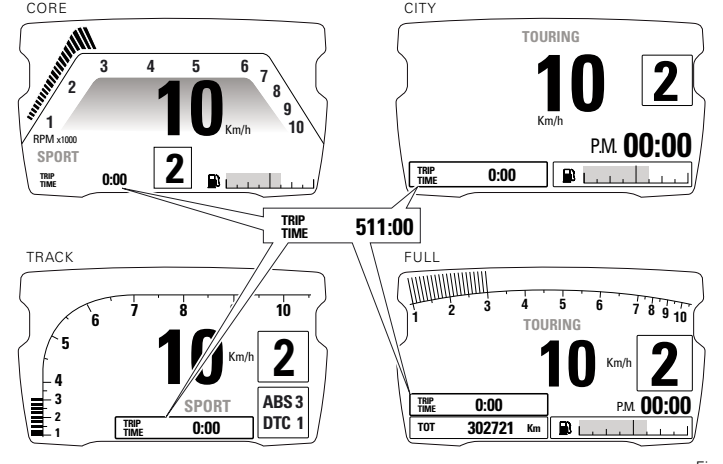 CORE
3 4 5 6 7
2 8
1 9
10
10 Km/h
RPM x1000
SPORT
TRIP TIME 0:00
2
CITY
TOURING
10 2
Km/h
P.M. 00:00
TRIP TIME 0:00
TRIP TIME 511:00
TRACK
7 8 10
6
5
4
3
2
1
10 Km/h 2
SPORT
ABS 3
DTC 1
TRIP TIME 0:00
FULL
1 2 3 4 5 6 7 8 9 10
TOURING
10 Km/h 2
P.M. 00:00
TRIP TIME 0:00
TOT 302721 Km